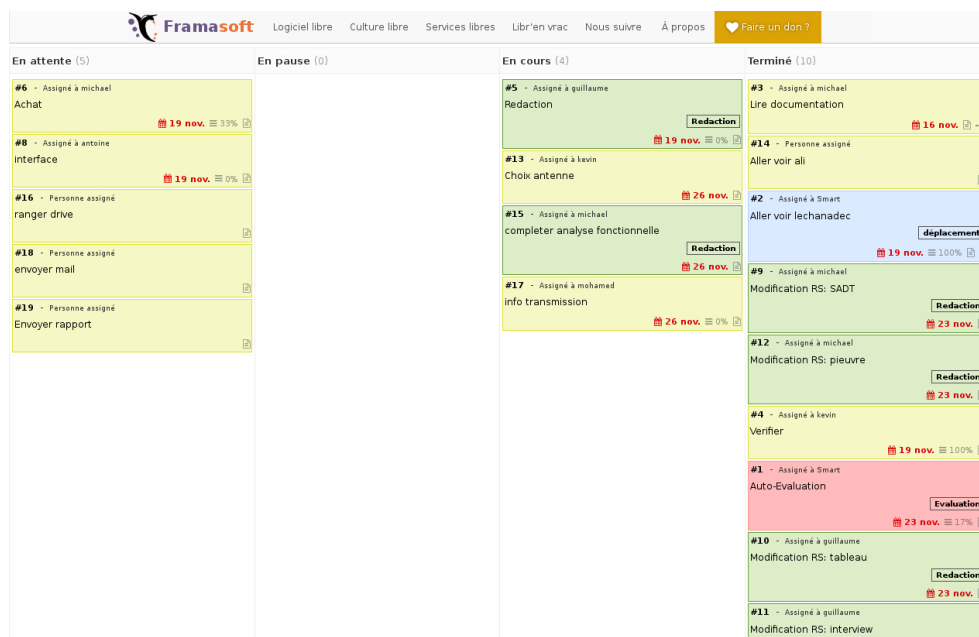 Framasoft Logiciel libre Culture libre Services libres Libr'en vrac Nous suivre À propos Faire un don ?
En attente (5)
#6 - Assigné à michael
Achat
19 nov. 33%
#8 - Assigné à antoine
interface
19 nov. 0%
#16 - Personne assigné
ranger drive
#18 - Personne assigné
envoyer mail
#19 - Personne assigné
Envoyer rapport
En pause (0)
En cours (4)
#5 - Assigné à guillaume
Redaction
Redaction
19 nov. 0%
#13 - Assigné à kevin
Choix antenne
26 nov.
#15 - Assigné à michael
completer analyse fonctionnelle
Redaction
26 nov.
#17 - Assigné à mohamed
info transmission
26 nov. 0%
Terminé (10)
#3 - Assigné à michael
Lire documentation
16 nov.
#14 - Personne assigné
Aller voir ali
#2 - Assigné à Smart
Aller voir lechanadec
déplacement
19 nov. 100%
#9 - Assigné à michael
Modification RS: SADT
Redaction
23 nov.
#12 - Assigné à michael
Modification RS: pieuvre
Redaction
23 nov.
#4 - Assigné à kevin
Verifier
19 nov. 100%
#1 - Assigné à Smart
Auto-Evaluation
Evaluation
23 nov. 17%
#10 - Assigné à guillaume
Modification RS: tableau
Redaction
23 nov.
#11 - Assigné à guillaume
Modification RS: interview